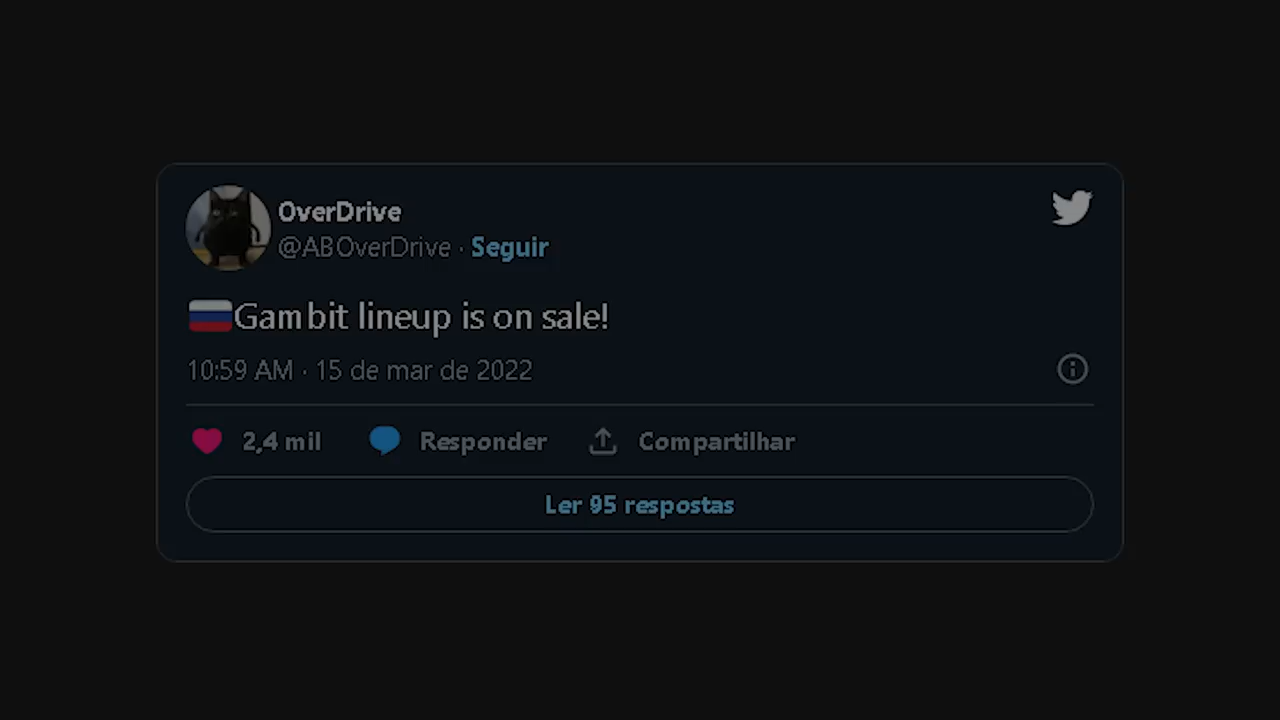 OverDrive
@ABOverDrive · Seguir
🇷🇺Gambit lineup is on sale!
10:59 AM · 15 de mar de 2022
2,4 mil Responder Compartilhar
Ler 95 respostas